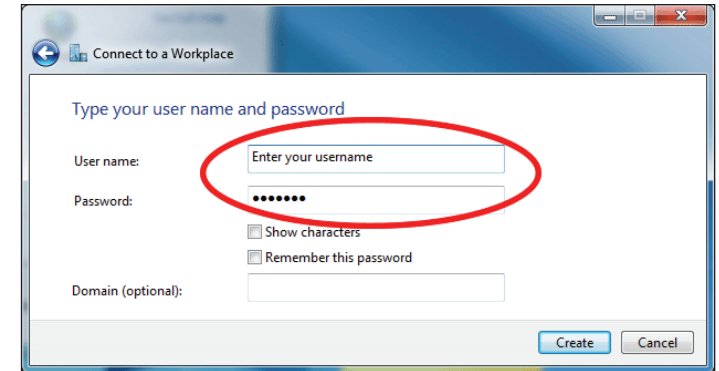 Connect to a Workplace
Type your user name and password
User name:
Enter your username
Password:
•••••••
Show characters
Remember this password
Domain (optional):
Create
Cancel